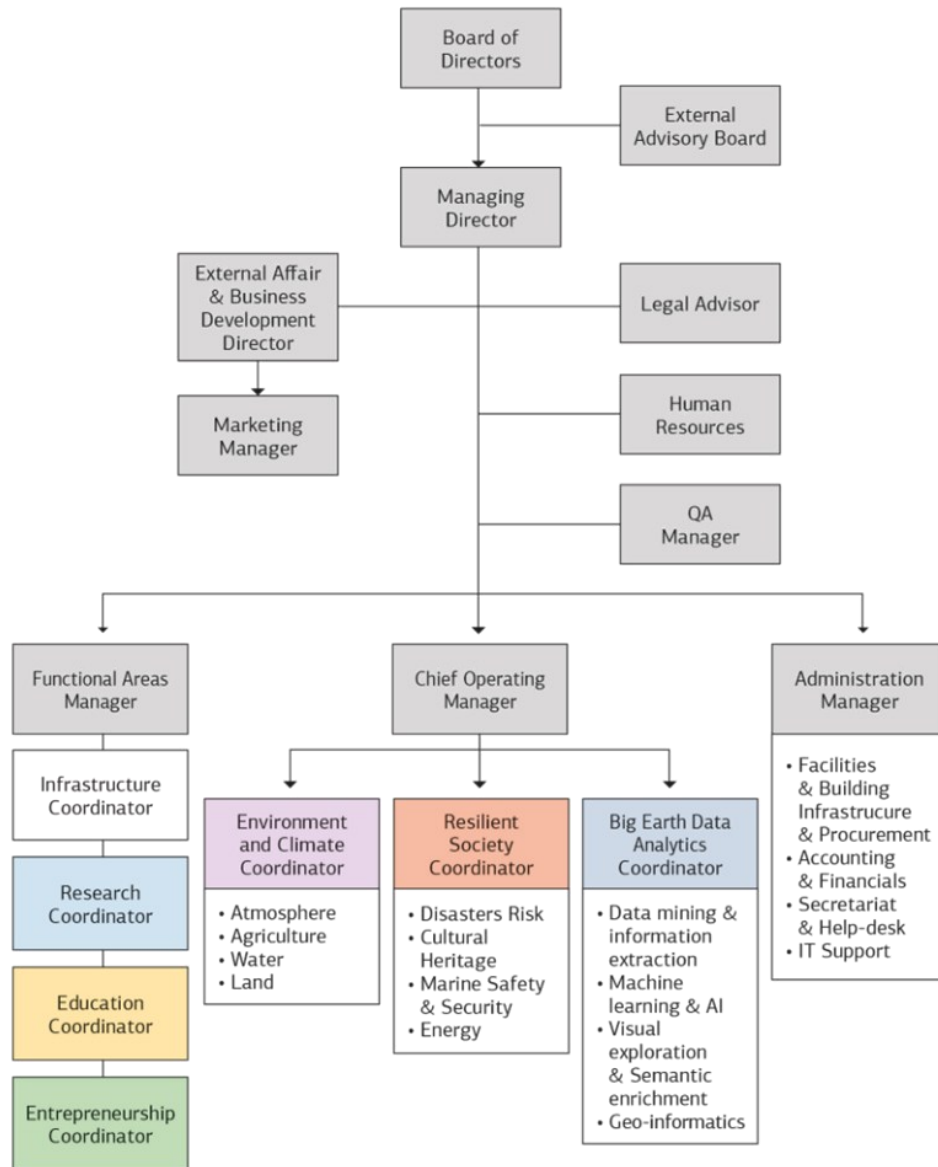 Board of
Directors
External
Advisory Board
Managing
Director
External Affair
& Business
Development
Director
Legal Advisor
Marketing
Manager
Human
Resources
QA
Manager
Functional Areas
Manager
Infrastructure
Coordinator
Research
Coordinator
Education
Coordinator
Entrepreneurship
Coordinator
Chief Operating
Manager
Environment
and Climate
Coordinator
• Atmosphere
• Agriculture
• Water
• Land
Resilient
Society
Coordinator
• Disasters Risk
• Cultural
Heritage
• Marine Safety
& Security
• Energy
Big Earth Data
Analytics
Coordinator
• Data mining &
information
extraction
• Machine
learning & AI
• Visual
exploration
& Semantic
enrichment
• Geo-informatics
Administration
Manager
• Facilities
& Building
Infrastrucure
& Procurement
• Accounting
& Financials
• Secretariat
& Help-desk
• IT Support